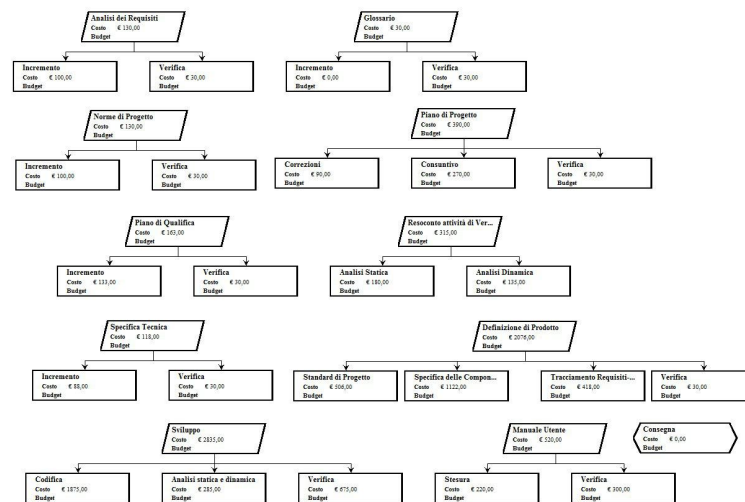 Analisi dei Requisiti
Costo € 130,00
Budget
Incremento
Costo € 100,00
Budget
Verifica
Costo € 30,00
Budget
Glossario
Costo € 30,00
Budget
Incremento
Costo € 0,00
Budget
Verifica
Costo € 30,00
Budget
Norme di Progetto
Costo € 130,00
Budget
Incremento
Costo € 100,00
Budget
Verifica
Costo € 30,00
Budget
Piano di Progetto
Costo € 390,00
Budget
Correzioni
Costo € 90,00
Budget
Consuntivo
Costo € 270,00
Budget
Verifica
Costo € 30,00
Budget
Piano di Qualifica
Costo € 163,00
Budget
Incremento
Costo € 133,00
Budget
Verifica
Costo € 30,00
Budget
Resoconto attività di Ver...
Costo € 315,00
Budget
Analisi Statica
Costo € 180,00
Budget
Analisi Dinamica
Costo € 135,00
Budget
Specifica Tecnica
Costo € 118,00
Budget
Incremento
Costo € 88,00
Budget
Verifica
Costo € 30,00
Budget
Definizione di Prodotto
Costo € 2076,00
Budget
Standard di Progetto
Costo € 506,00
Budget
Specifica delle Compon...
Costo € 1122,00
Budget
Tracciamento Requisiti-...
Costo € 418,00
Budget
Verifica
Costo € 30,00
Budget
Sviluppo
Costo € 2835,00
Budget
Codifica
Costo € 1875,00
Budget
Analisi statica e dinamica
Costo € 285,00
Budget
Verifica
Costo € 675,00
Budget
Manuale Utente
Costo € 520,00
Budget
Stesura
Costo € 220,00
Budget
Verifica
Costo € 300,00
Budget
Consegna
Costo € 0,00
Budget